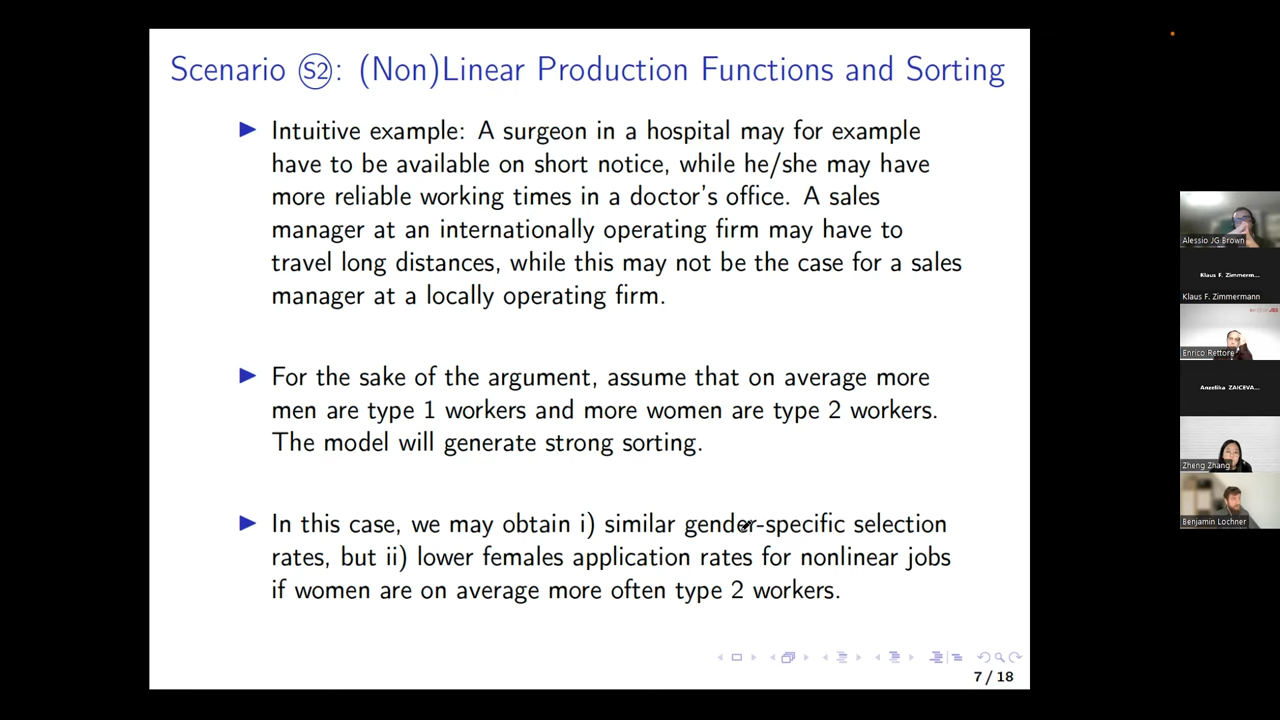 Scenario S2: (Non)Linear Production Functions and Sorting
Intuitive example: A surgeon in a hospital may for example
have to be available on short notice, while he/she may have
more reliable working times in a doctor's office. A sales
manager at an internationally operating firm may have to
travel long distances, while this may not be the case for a sales
manager at a locally operating firm.
For the sake of the argument, assume that on average more
men are type 1 workers and more women are type 2 workers.
The model will generate strong sorting.
In this case, we may obtain i) similar gender-specific selection
rates, but ii) lower females application rates for nonlinear jobs
if women are on average more often type 2 workers.
7 / 18
Alessio JG Brown
Klaus F. Zimmerm...
Klaus F. Zimmermann
Enrico Rettore
Anzelika ZAICEVA...
Zheng Zhang
Benjamin Lochner